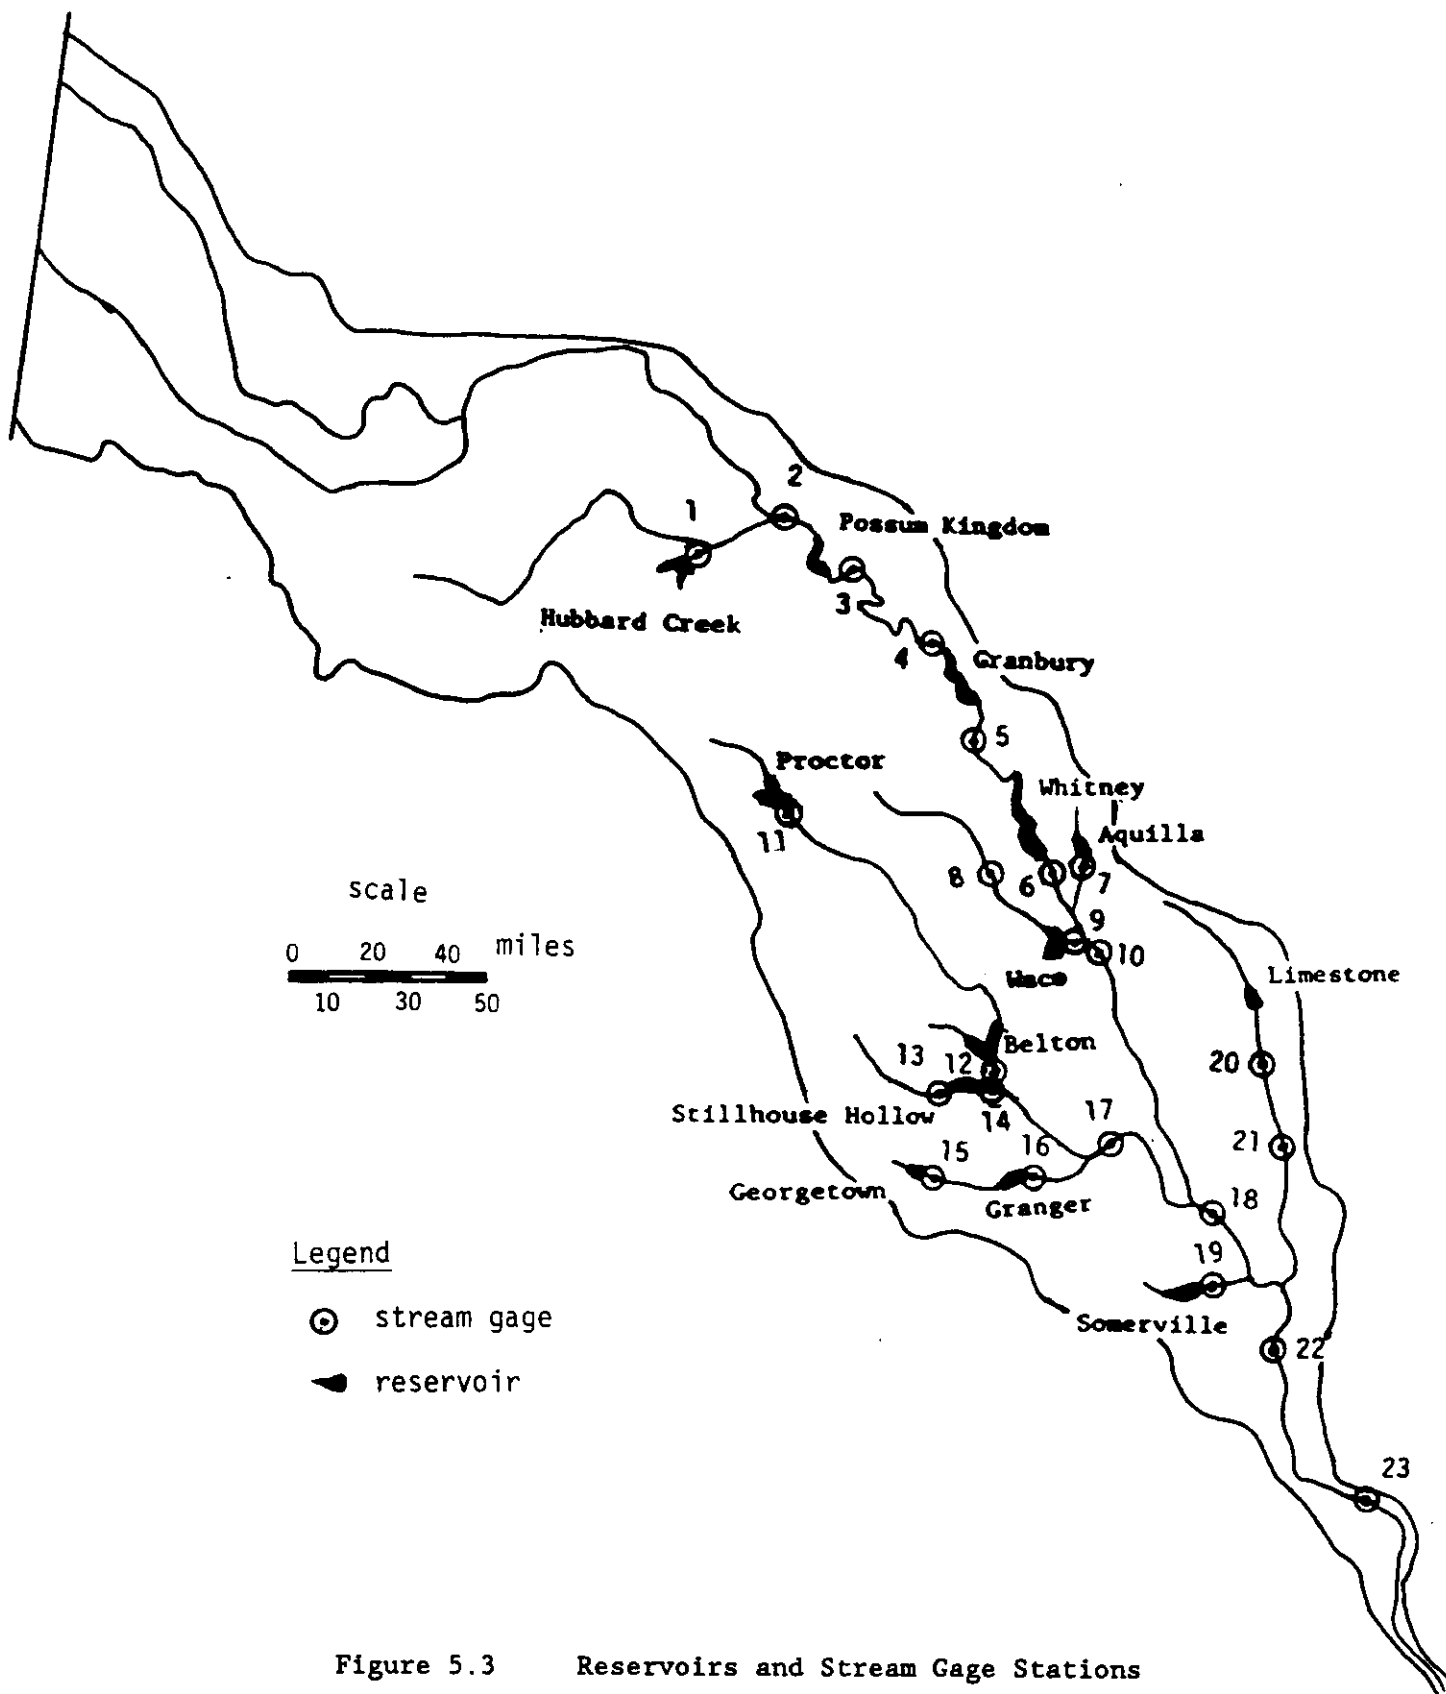 2
1
Possum Kingdom
3
Hubbard Creek
4
Granbury
5
Proctor
Whitney
Aquilla
11
8
6
7
scale
9
0 20 40 miles
10
Waco
Limestone
10 30 50
Belton
13
12
20
Stillhouse Hollow
14
17
21
15
16
Georgetown
Granger
18
Legend
19
stream gage
Somerville
22
reservoir
23
Figure 5.3 Reservoirs and Stream Gage Stations